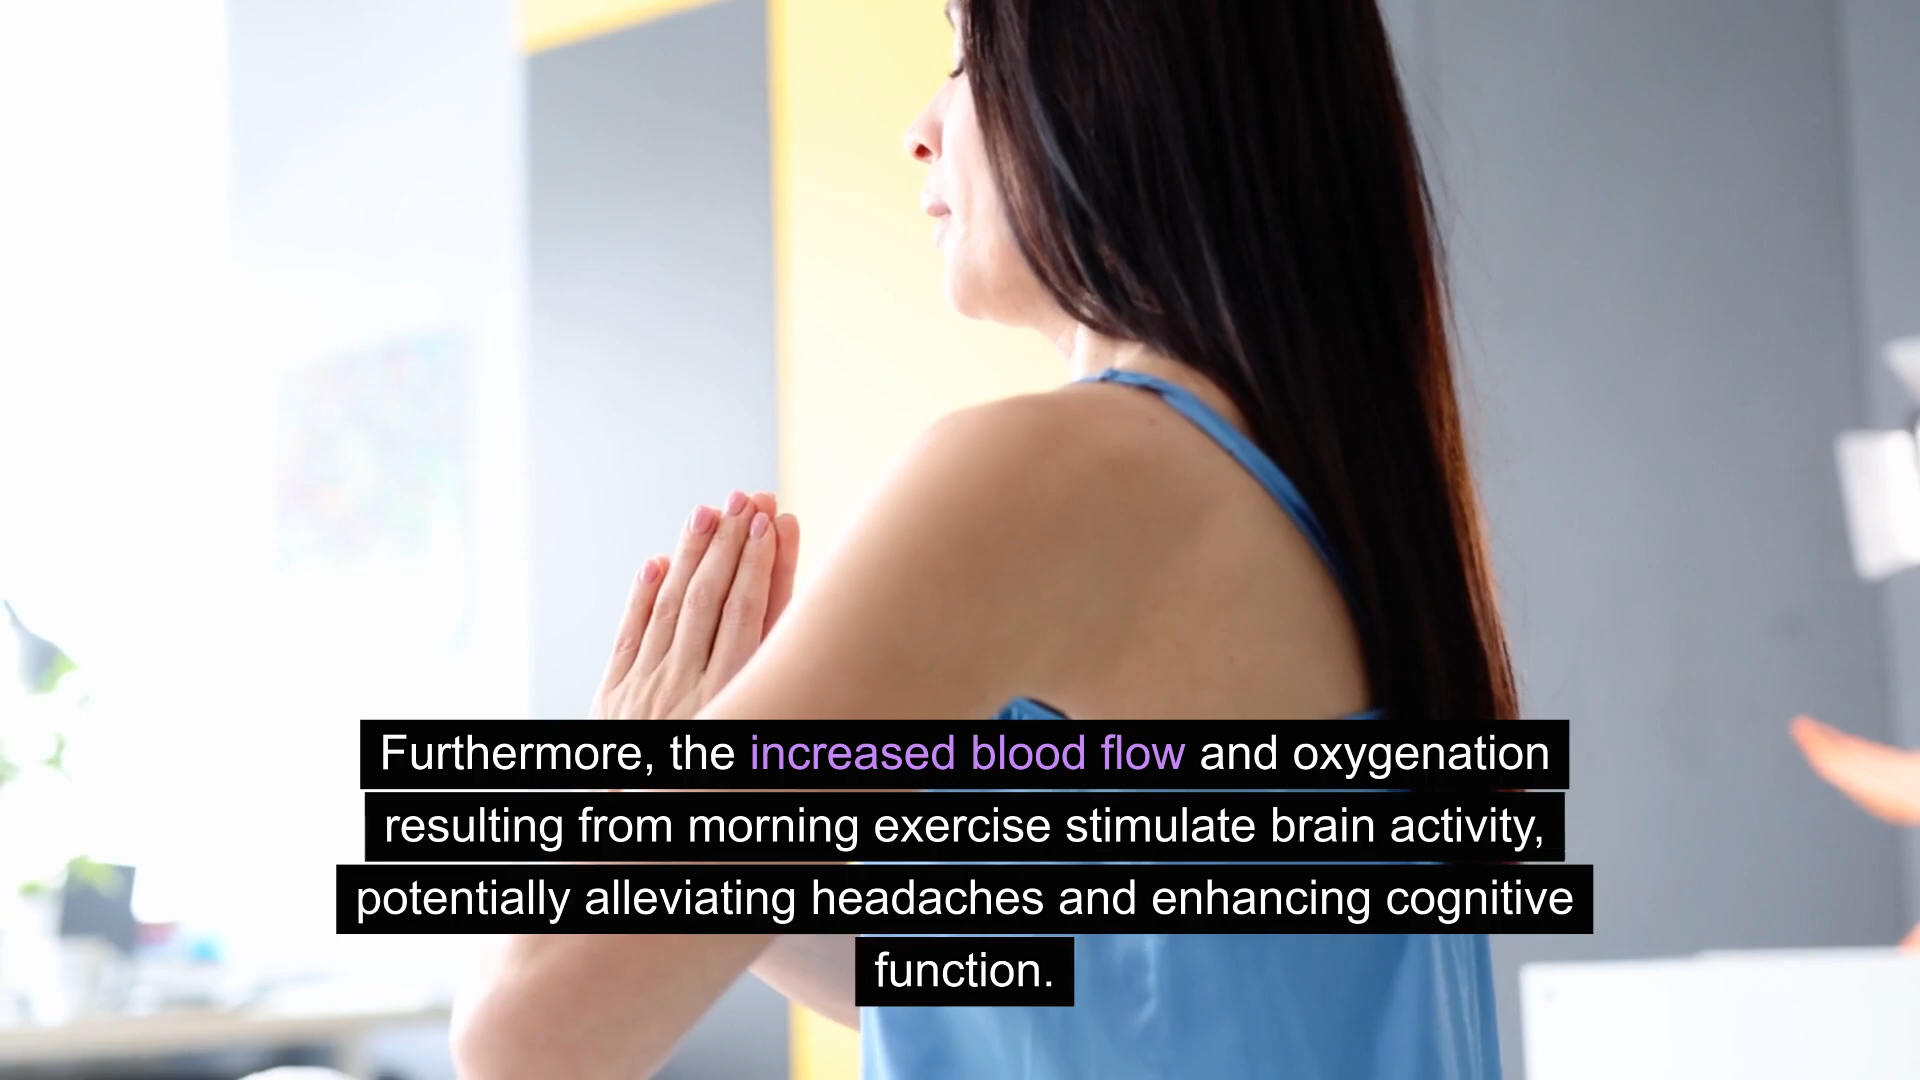 Furthermore, the increased blood flow and oxygenation
resulting from morning exercise stimulate brain activity,
potentially alleviating headaches and enhancing cognitive
function.